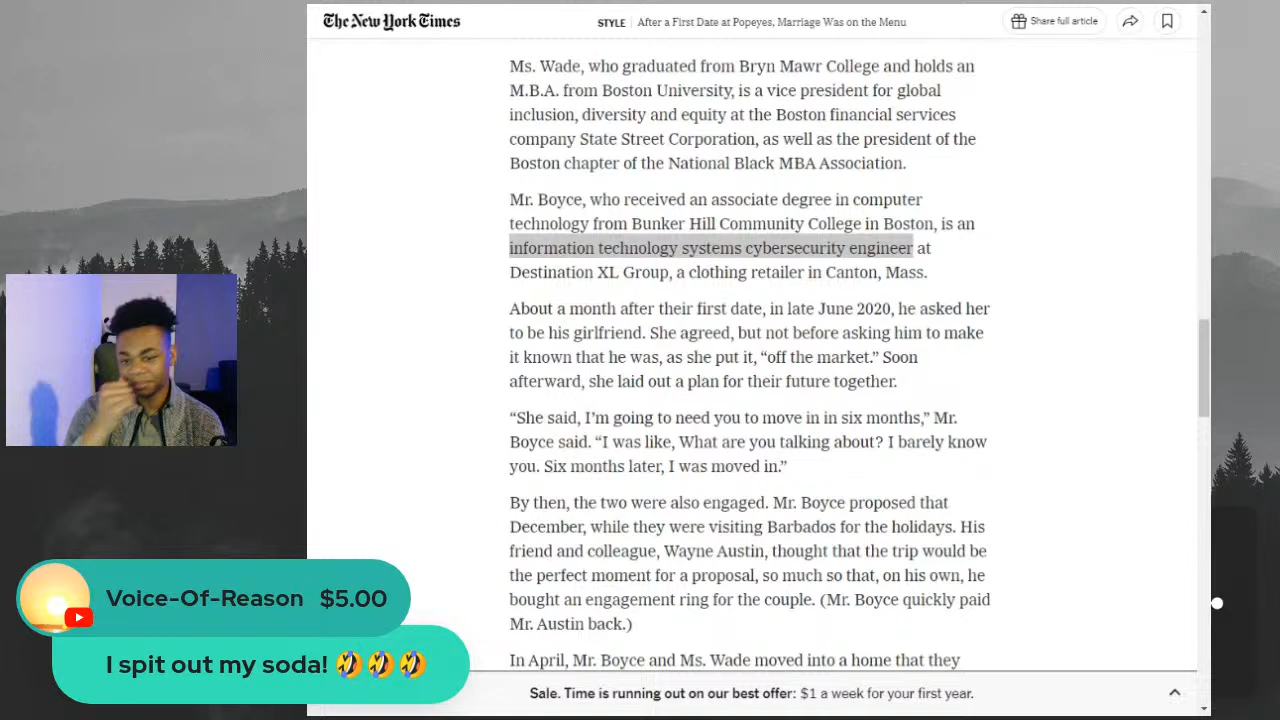 The New York Times
STYLE | After a First Date at Popeyes, Marriage Was on the Menu
Share full article
Ms. Wade, who graduated from Bryn Mawr College and holds an
M.B.A. from Boston University, is a vice president for global
inclusion, diversity and equity at the Boston financial services
company State Street Corporation, as well as the president of the
Boston chapter of the National Black MBA Association.
Mr. Boyce, who received an associate degree in computer
technology from Bunker Hill Community College in Boston, is an
information technology systems cybersecurity engineer at
Destination XL Group, a clothing retailer in Canton, Mass.
About a month after their first date, in late June 2020, he asked her
to be his girlfriend. She agreed, but not before asking him to make
it known that he was, as she put it, “off the market.” Soon
afterward, she laid out a plan for their future together.
“She said, I’m going to need you to move in in six months,” Mr.
Boyce said. “I was like, What are you talking about? I barely know
you. Six months later, I was moved in.”
By then, the two were also engaged. Mr. Boyce proposed that
December, while they were visiting Barbados for the holidays. His
friend and colleague, Wayne Austin, thought that the trip would be
the perfect moment for a proposal, so much so that, on his own, he
bought an engagement ring for the couple. (Mr. Boyce quickly paid
Mr. Austin back.)
In April, Mr. Boyce and Ms. Wade moved into a home that they
Sale. Time is running out on our best offer: $1 a week for your first year.
Voice-Of-Reason $5.00
I spit out my soda! 🤣🤣🤣